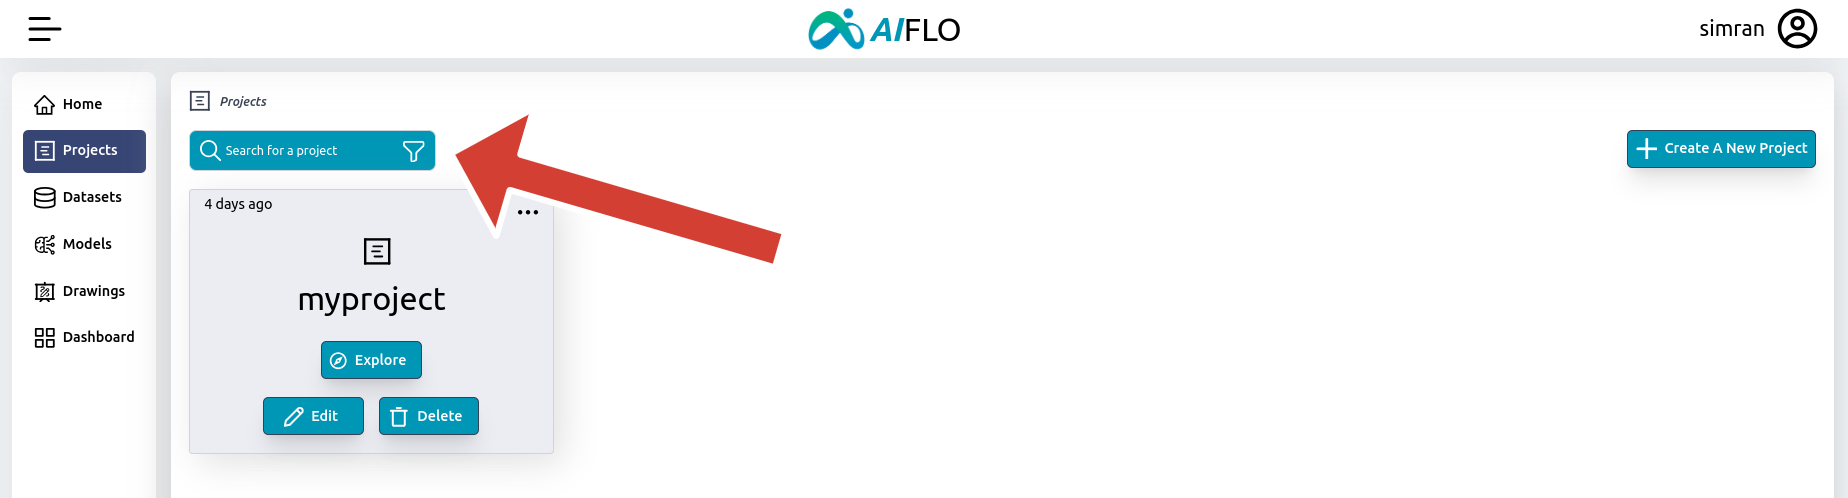 AIFLO
simran
Home
Projects
Datasets
Models
Drawings
Dashboard
Projects
Search for a project
Create A New Project
4 days ago
myproject
Explore
Edit
Delete